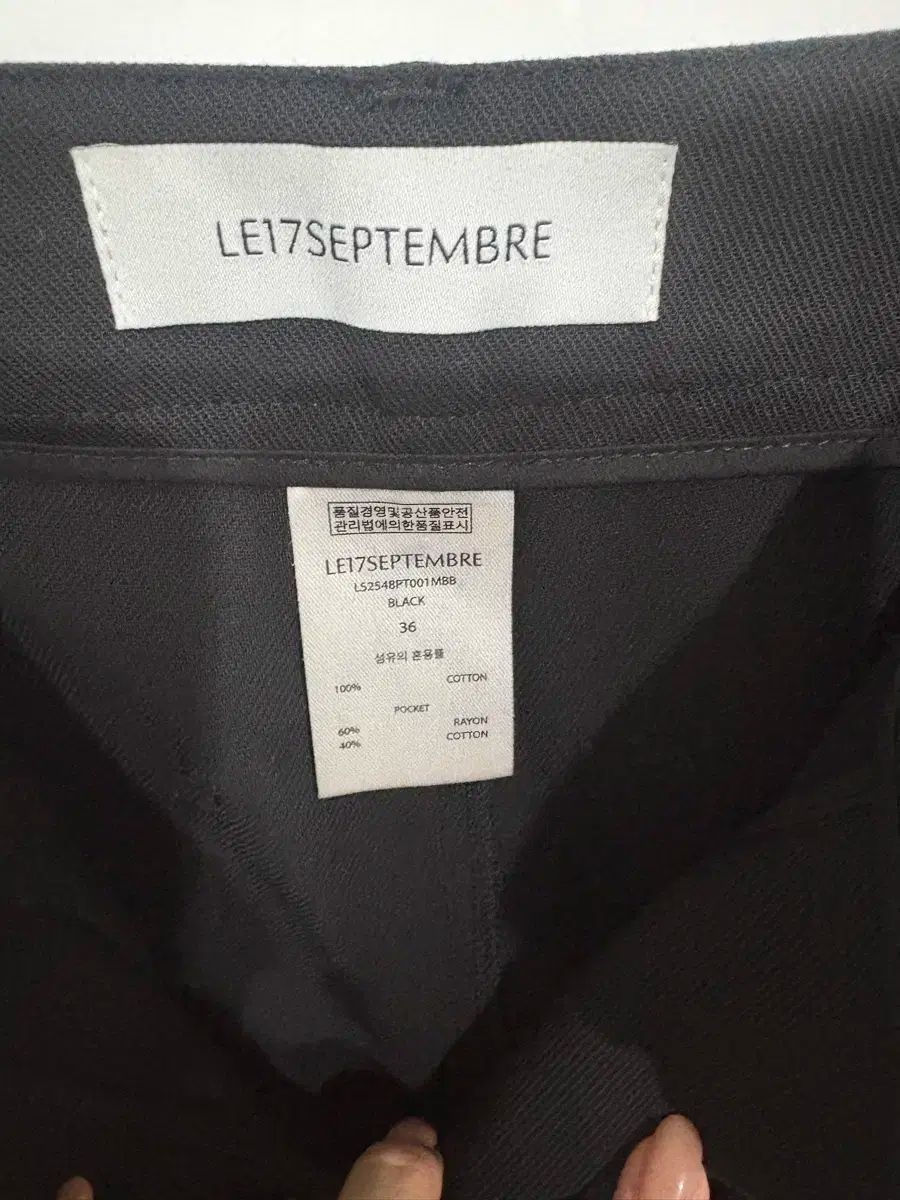 LE17SEPTEMBRE
품질경영및공산품안전
관리법에의한품질표시
LE17SEPTEMBRE
LS2548PT001MBB
BLACK
36
섬유의 혼용률
100% COTTON
POCKET
60% RAYON
40% COTTON